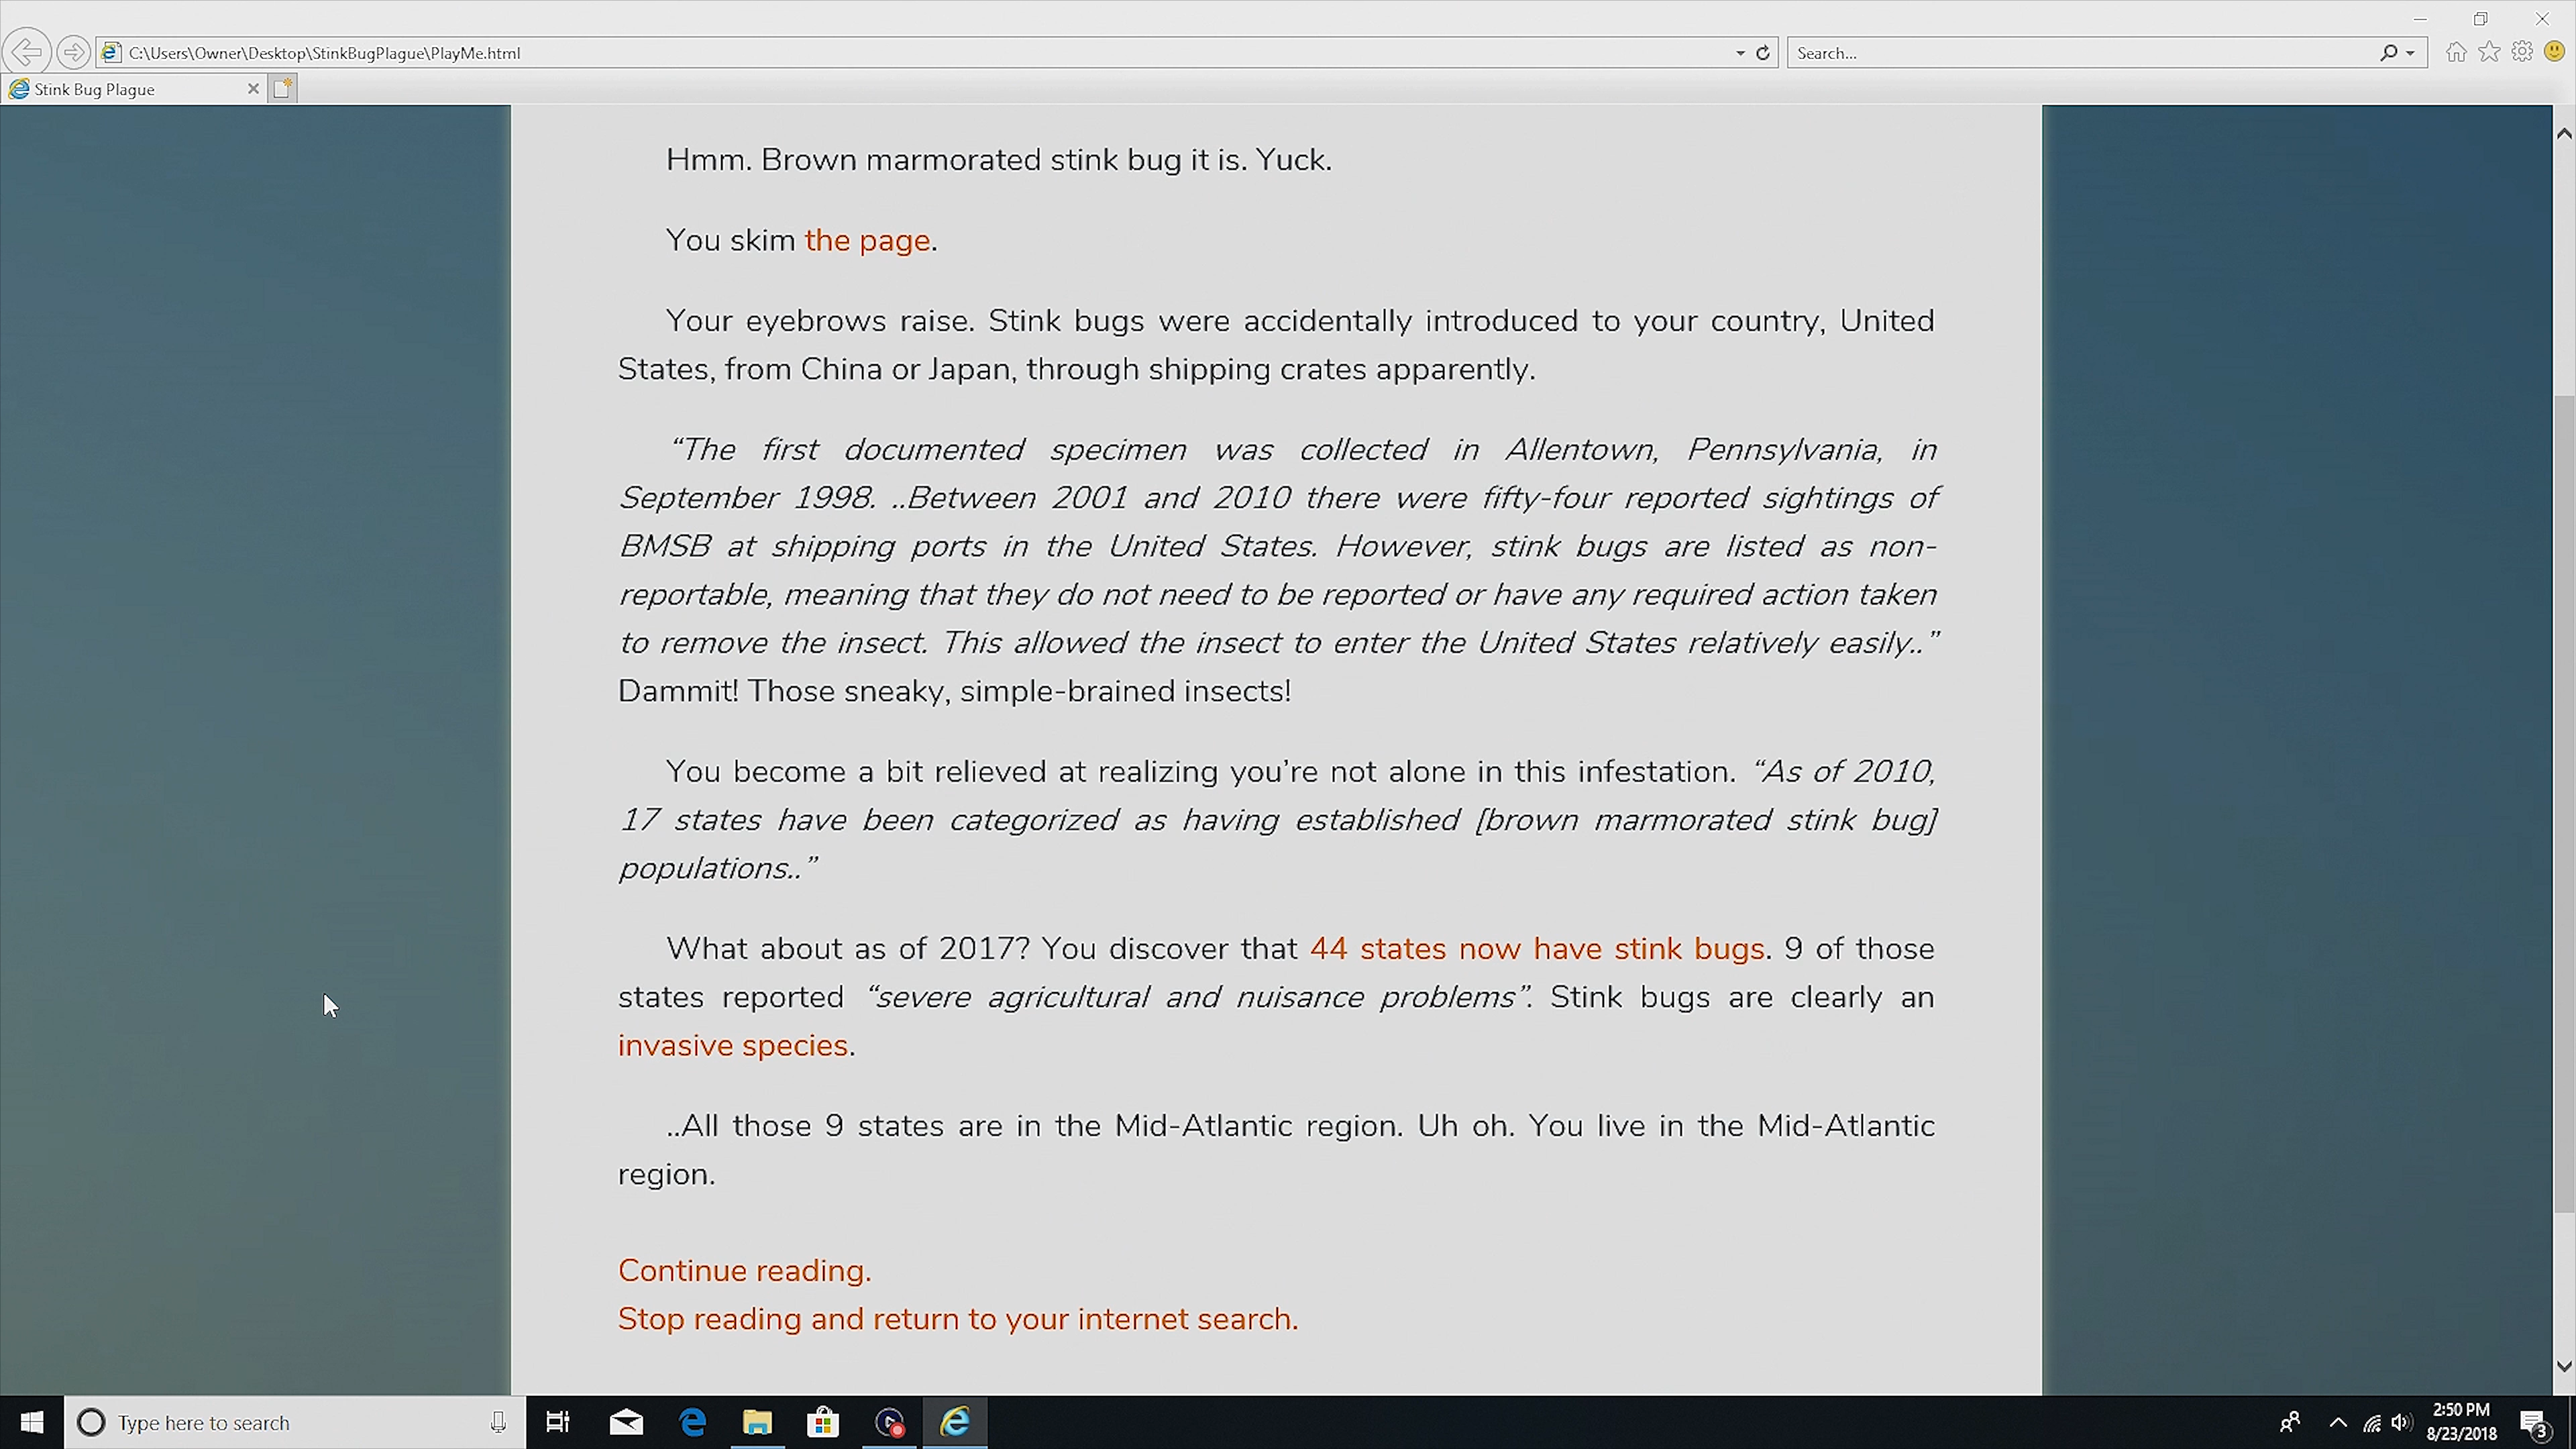 C:\Users\Owner\Desktop\StinkBugPlague\PlayMe.html
Search...
Stink Bug Plague
Hmm. Brown marmorated stink bug it is. Yuck.
You skim the page.
Your eyebrows raise. Stink bugs were accidentally introduced to your country, United
States, from China or Japan, through shipping crates apparently.
“The first documented specimen was collected in Allentown, Pennsylvania, in
September 1998. ..Between 2001 and 2010 there were fifty-four reported sightings of
BMSB at shipping ports in the United States. However, stink bugs are listed as non-
reportable, meaning that they do not need to be reported or have any required action taken
to remove the insect. This allowed the insect to enter the United States relatively easily..”
Dammit! Those sneaky, simple-brained insects!
You become a bit relieved at realizing you’re not alone in this infestation. “As of 2010,
17 states have been categorized as having established [brown marmorated stink bug]
populations..”
What about as of 2017? You discover that 44 states now have stink bugs. 9 of those
states reported “severe agricultural and nuisance problems”. Stink bugs are clearly an
invasive species.
..All those 9 states are in the Mid-Atlantic region. Uh oh. You live in the Mid-Atlantic
region.
Continue reading.
Stop reading and return to your internet search.
Type here to search
2:50 PM
8/23/2018
3